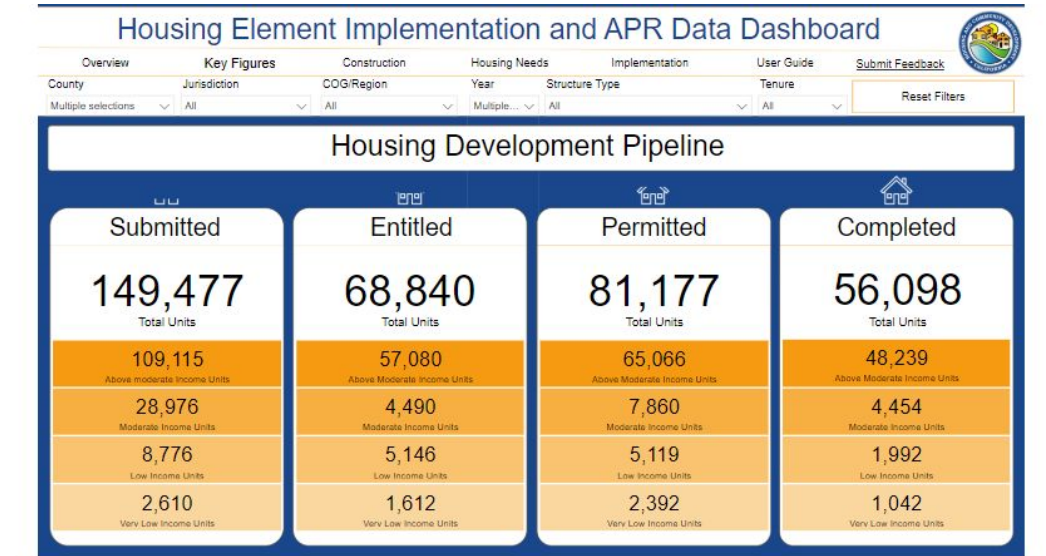 Housing Element Implementation and APR Data Dashboard
Overview Key Figures Construction Housing Needs Implementation User Guide Submit Feedback
County Jurisdiction COG/Region Year Structure Type Tenure
Multiple selections All All Multiple... All All Reset Filters
Housing Development Pipeline
Submitted Entitled Permitted Completed
149,477 68,840 81,177 56,098
Total Units Total Units Total Units Total Units
109,115 57,080 65,066 48,239
Above moderate Income Units Above Moderate Income Units Above Moderate Income Units Above Moderate Income Units
28,976 4,490 7,860 4,454
Moderate Income Units Moderate Income Units Moderate Income Units Moderate Income Units
8,776 5,146 5,119 1,992
Low Income Units Low Income Units Low Income Units Low Income Units
2,610 1,612 2,392 1,042
Very Low Income Units Very Low Income Units Very Low Income Units Very Low Income Units